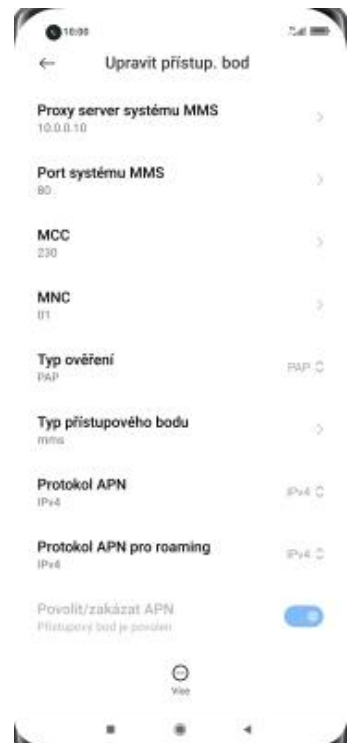 10:00
Upravit přístup. bod
Proxy server systému MMS
10.0.0.10
Port systému MMS
80
MCC
230
MNC
01
Typ ověření
PAP
PAP
Typ přístupového bodu
mms
Protokol APN
IPv4
IPv4
Protokol APN pro roaming
IPv4
IPv4
Povolit/zakázat APN
Přístupový bod je povolen
Více